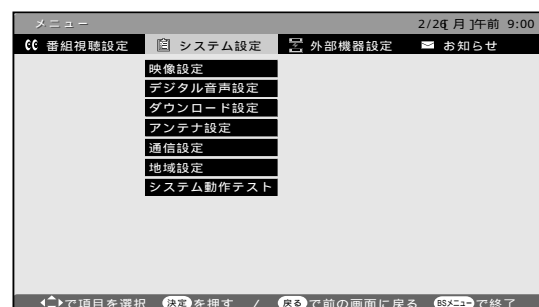 メニュー 2/26[月]午前 9:00
番組視聴設定 システム設定 外部機器設定 お知らせ
映像設定
デジタル音声設定
ダウンロード設定
アンテナ設定
通信設定
地域設定
システム動作テスト
で項目を選択 決定を押す / 戻るで前の画面に戻る BSメニューで終了